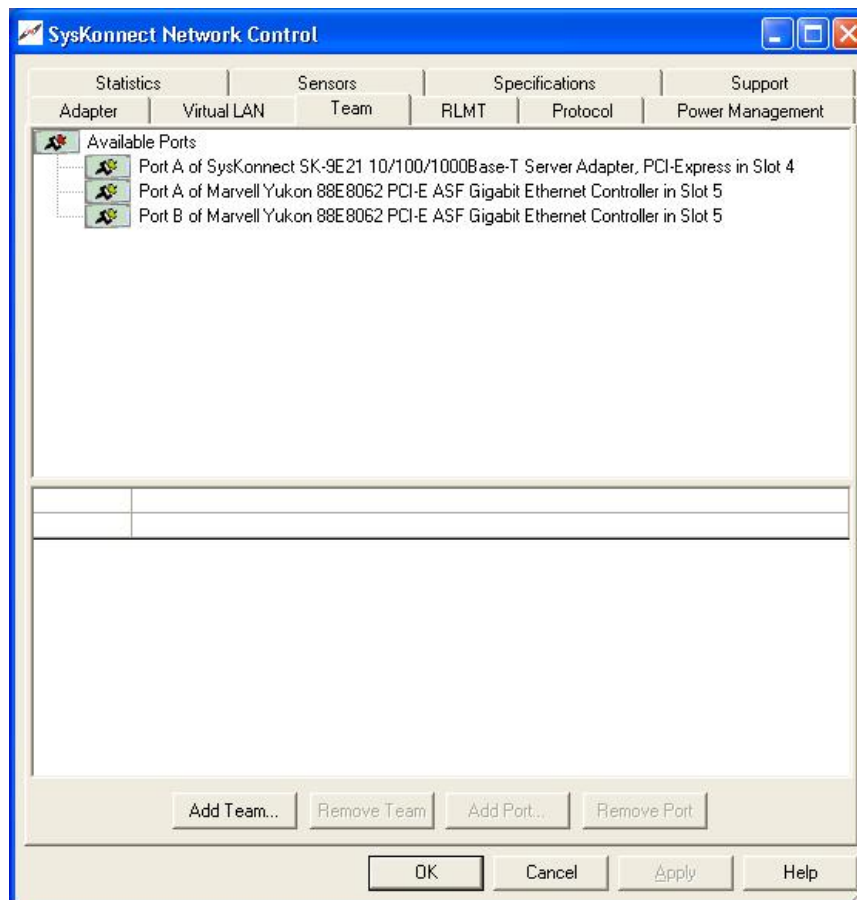 SysKonnect Network Control
Statistics Sensors Specifications Support
Adapter Virtual LAN Team RLMT Protocol Power Management
Available Ports
Port A of SysKonnect SK-9E21 10/100/1000Base-T Server Adapter, PCI-Express in Slot 4
Port A of Marvell Yukon 88E8062 PCI-E ASF Gigabit Ethernet Controller in Slot 5
Port B of Marvell Yukon 88E8062 PCI-E ASF Gigabit Ethernet Controller in Slot 5
Add Team... Remove Team Add Port... Remove Port
OK Cancel Apply Help